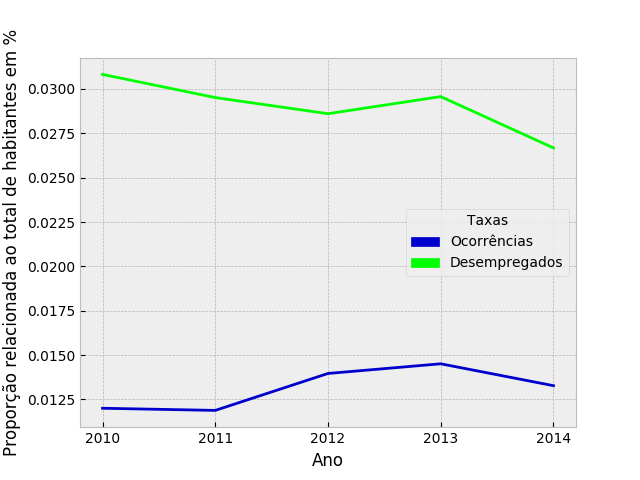 Proporção relacionada ao total de habitantes em %
0.0300
0.0275
0.0250
0.0225
0.0200
0.0175
0.0150
0.0125
Taxas
Ocorrências
Desempregados
2010 2011 2012 2013 2014
Ano